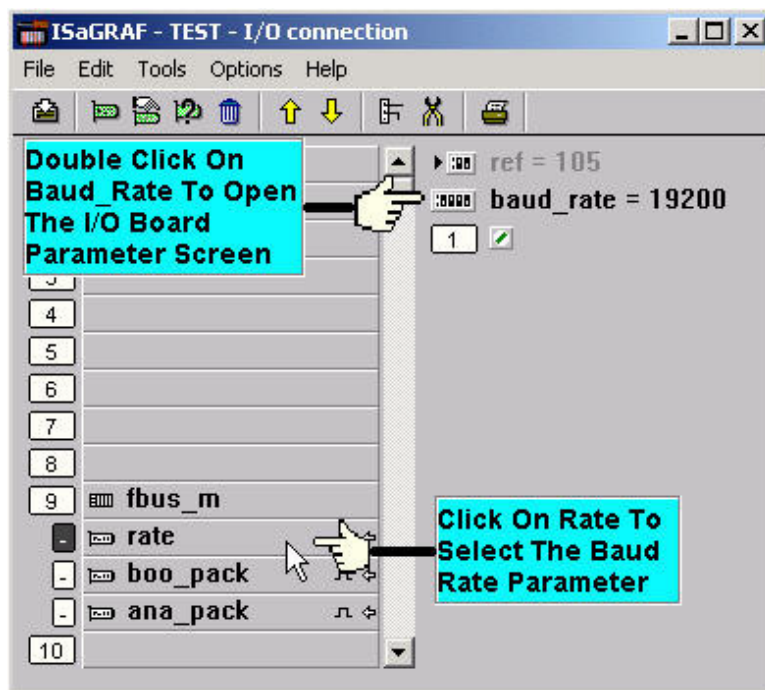 ISaGRAF - TEST - I/O connection
File Edit Tools Options Help
Double Click On
Baud_Rate To Open
The I/O Board
Parameter Screen
ref = 105
baud_rate = 19200
1
4
5
6
7
8
9 fbus_m
- rate
- boo_pack
- ana_pack
10
Click On Rate To
Select The Baud
Rate Parameter